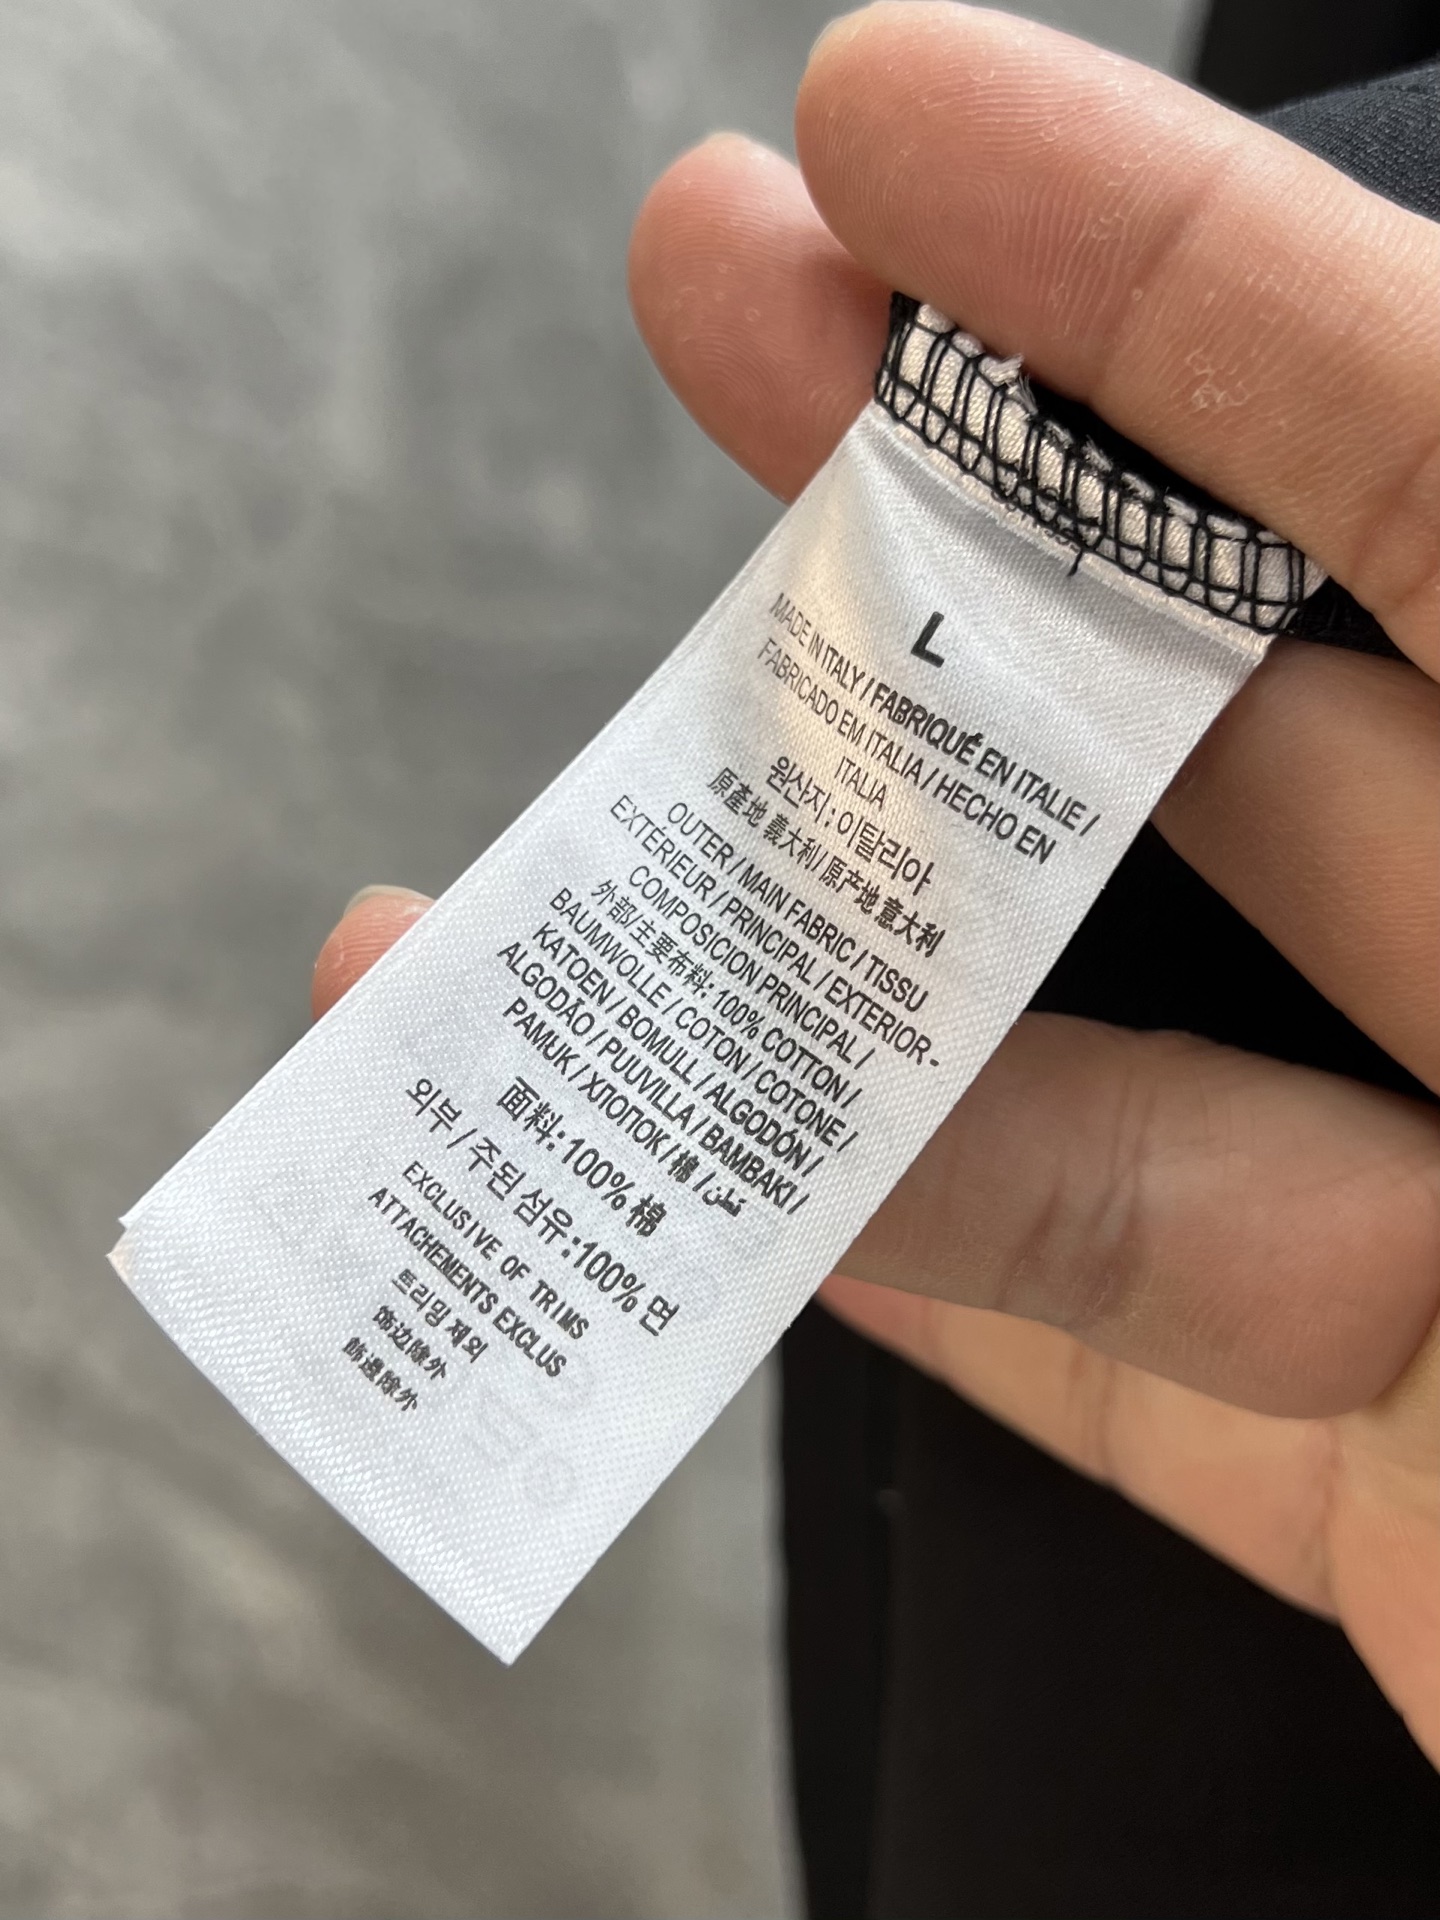 L
MADE IN ITALY / FABRIQUÉ EN ITALIE /
FABRICADO EM ITALIA / HECHO EN
ITALIA
원산지 : 이탈리아
原產地 義大利/原产地 意大利
OUTER / MAIN FABRIC / TISSU
EXTÉRIEUR / PRINCIPAL / EXTERIOR -
COMPOSICION PRINCIPAL /
外部/主要布料: 100% COTTON /
BAUMWOLLE / COTON / COTONE /
KATOEN / BOMULL / ALGODÓN /
ALGODÃO / PUUVILLA / BAMBAKI /
PAMUK / ХЛОПОК / 棉 / قطن
面料: 100% 棉
외부 / 주된 섬유 : 100% 면
EXCLUSIVE OF TRIMS
ATTACHEMENTS EXCLUS
트리밍 제외
饰边除外
飾邊除外